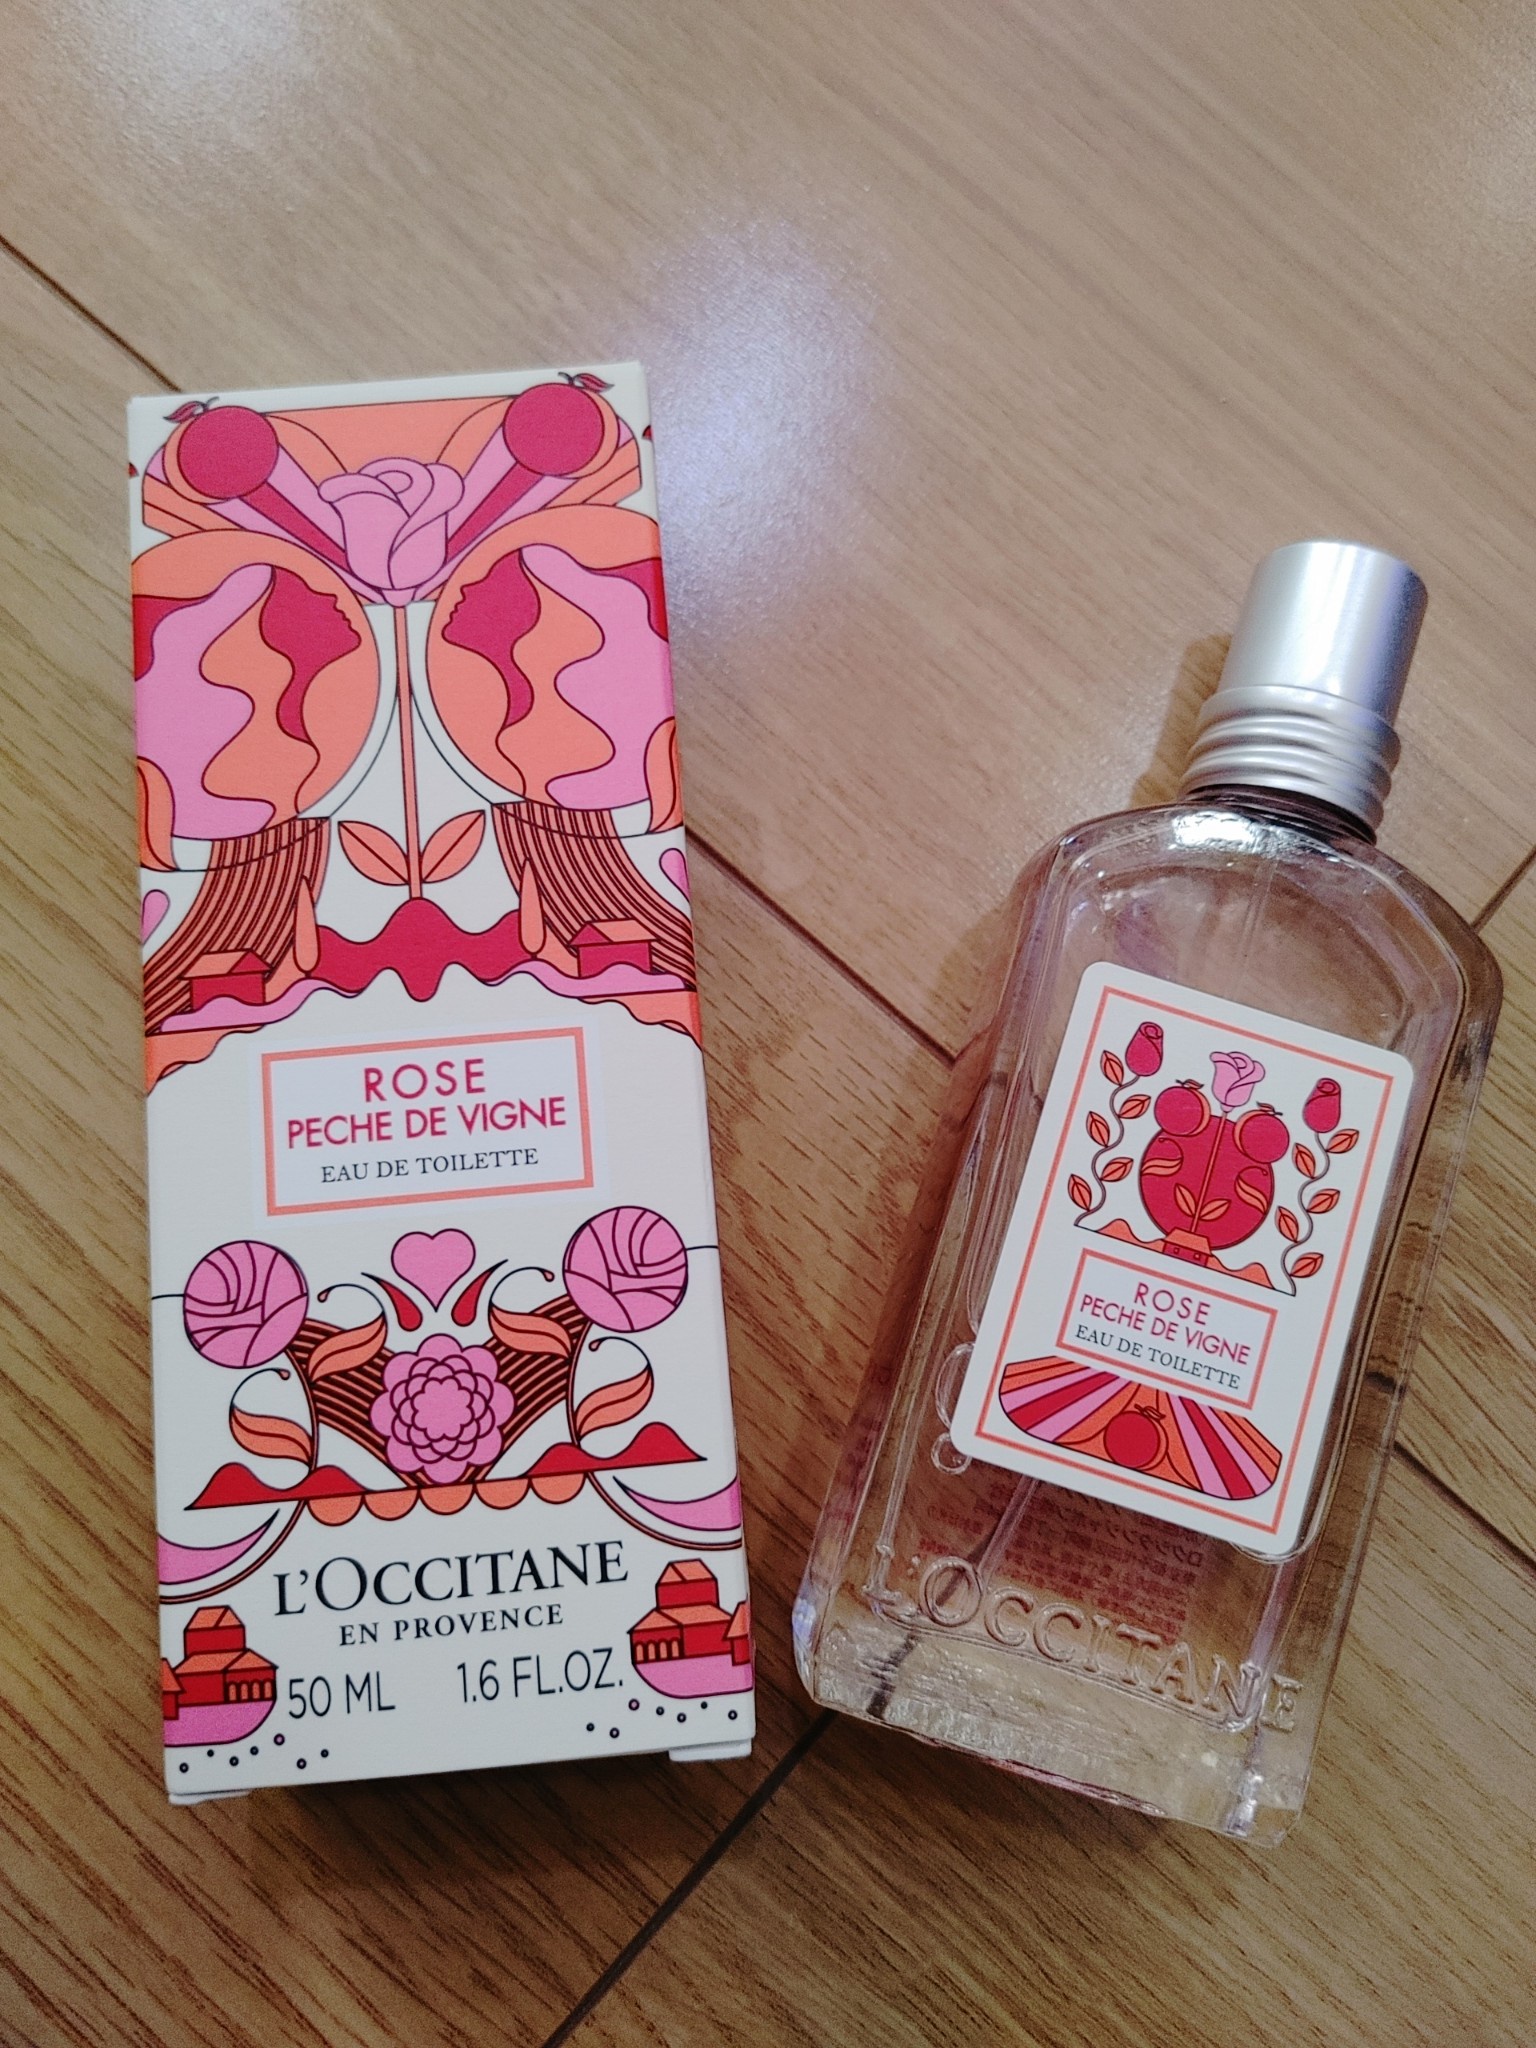 ROSE
PECHE DE VIGNE
EAU DE TOILETTE
L'OCCITANE
EN PROVENCE
50 ML 1.6 FL.OZ.
ROSE
PECHE DE VIGNE
EAU DE TOILETTE
L'OCCITANE